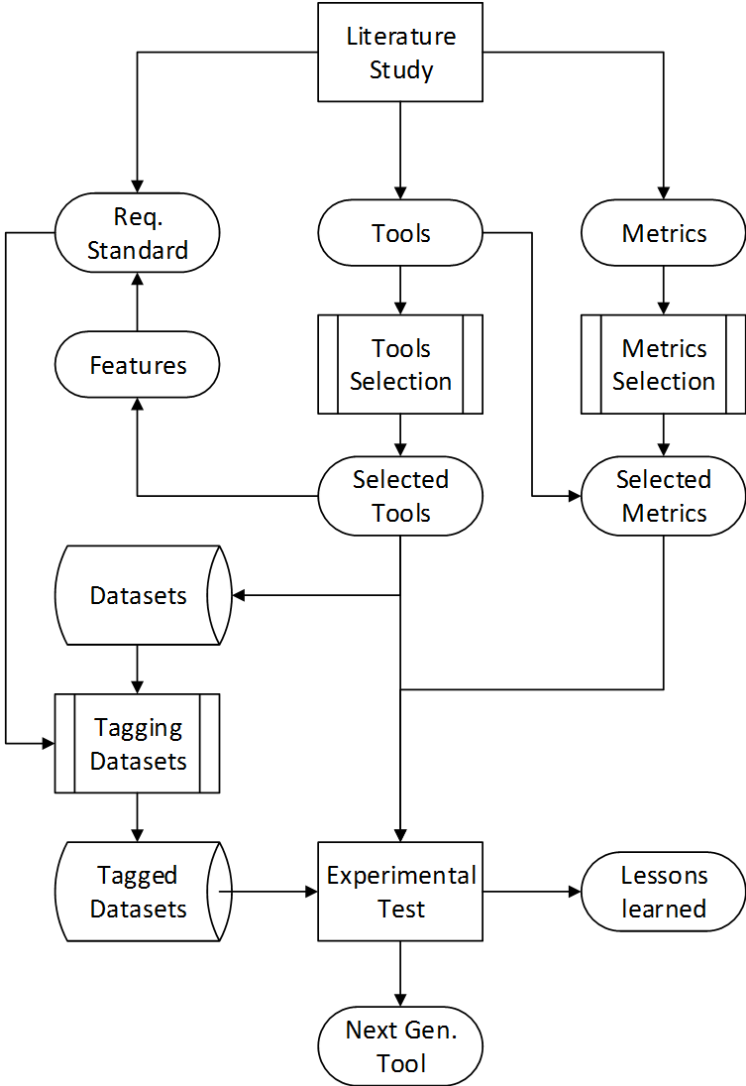 Literature
Study
Req.
Standard
Tools
Metrics
Features
Tools
Selection
Metrics
Selection
Selected
Tools
Selected
Metrics
Datasets
Tagging
Datasets
Tagged
Datasets
Experimental
Test
Lessons
learned
Next Gen.
Tool